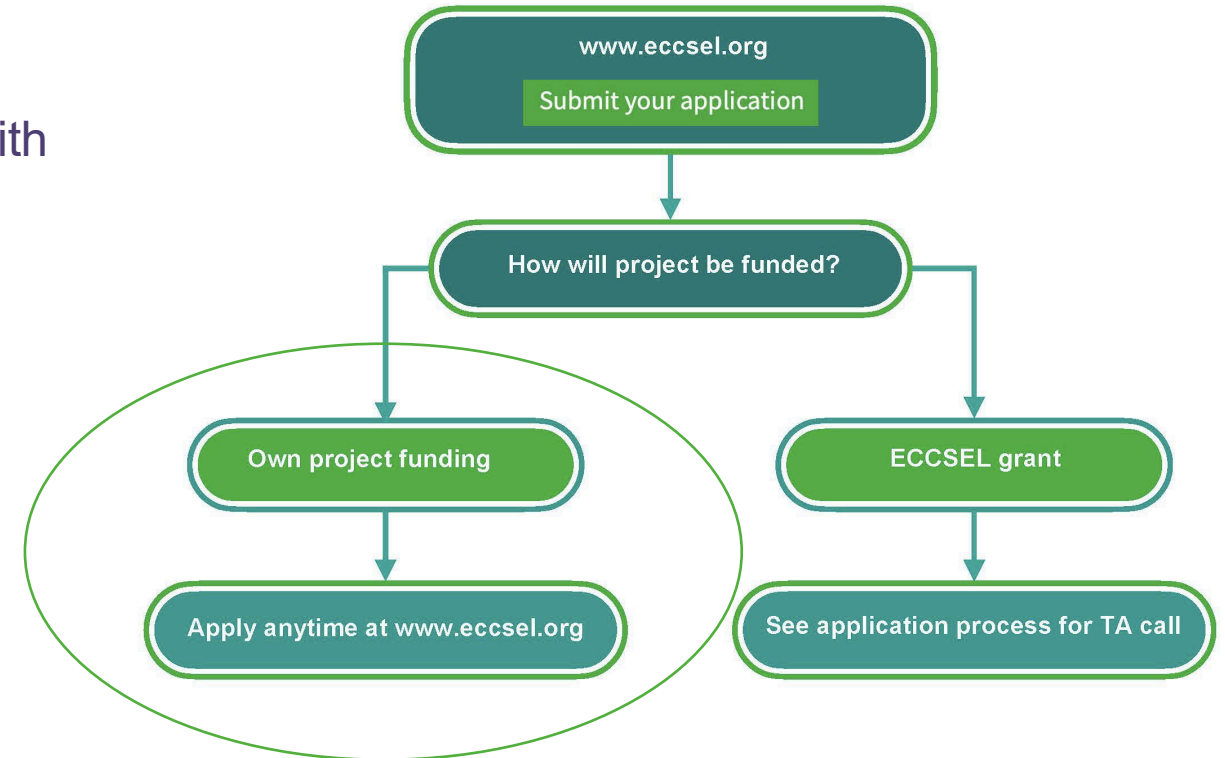 ith
www.eccsel.org
Submit your application
How will project be funded?
Own project funding
ECCSEL grant
Apply anytime at www.eccsel.org
See application process for TA call